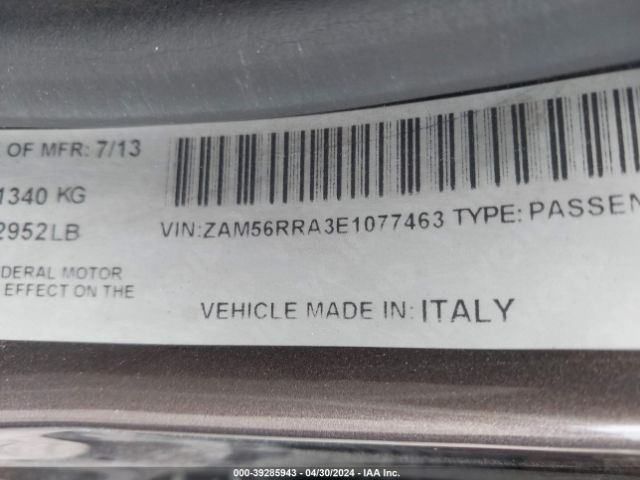 OF MFR: 7/13
1340 KG
2952LB
VIN:ZAM56RRA3E1077463 TYPE: PASSEN
DERAL MOTOR
EFFECT ON THE
VEHICLE MADE IN: ITALY
000-39285943 - 04/30/2024 - IAA Inc.